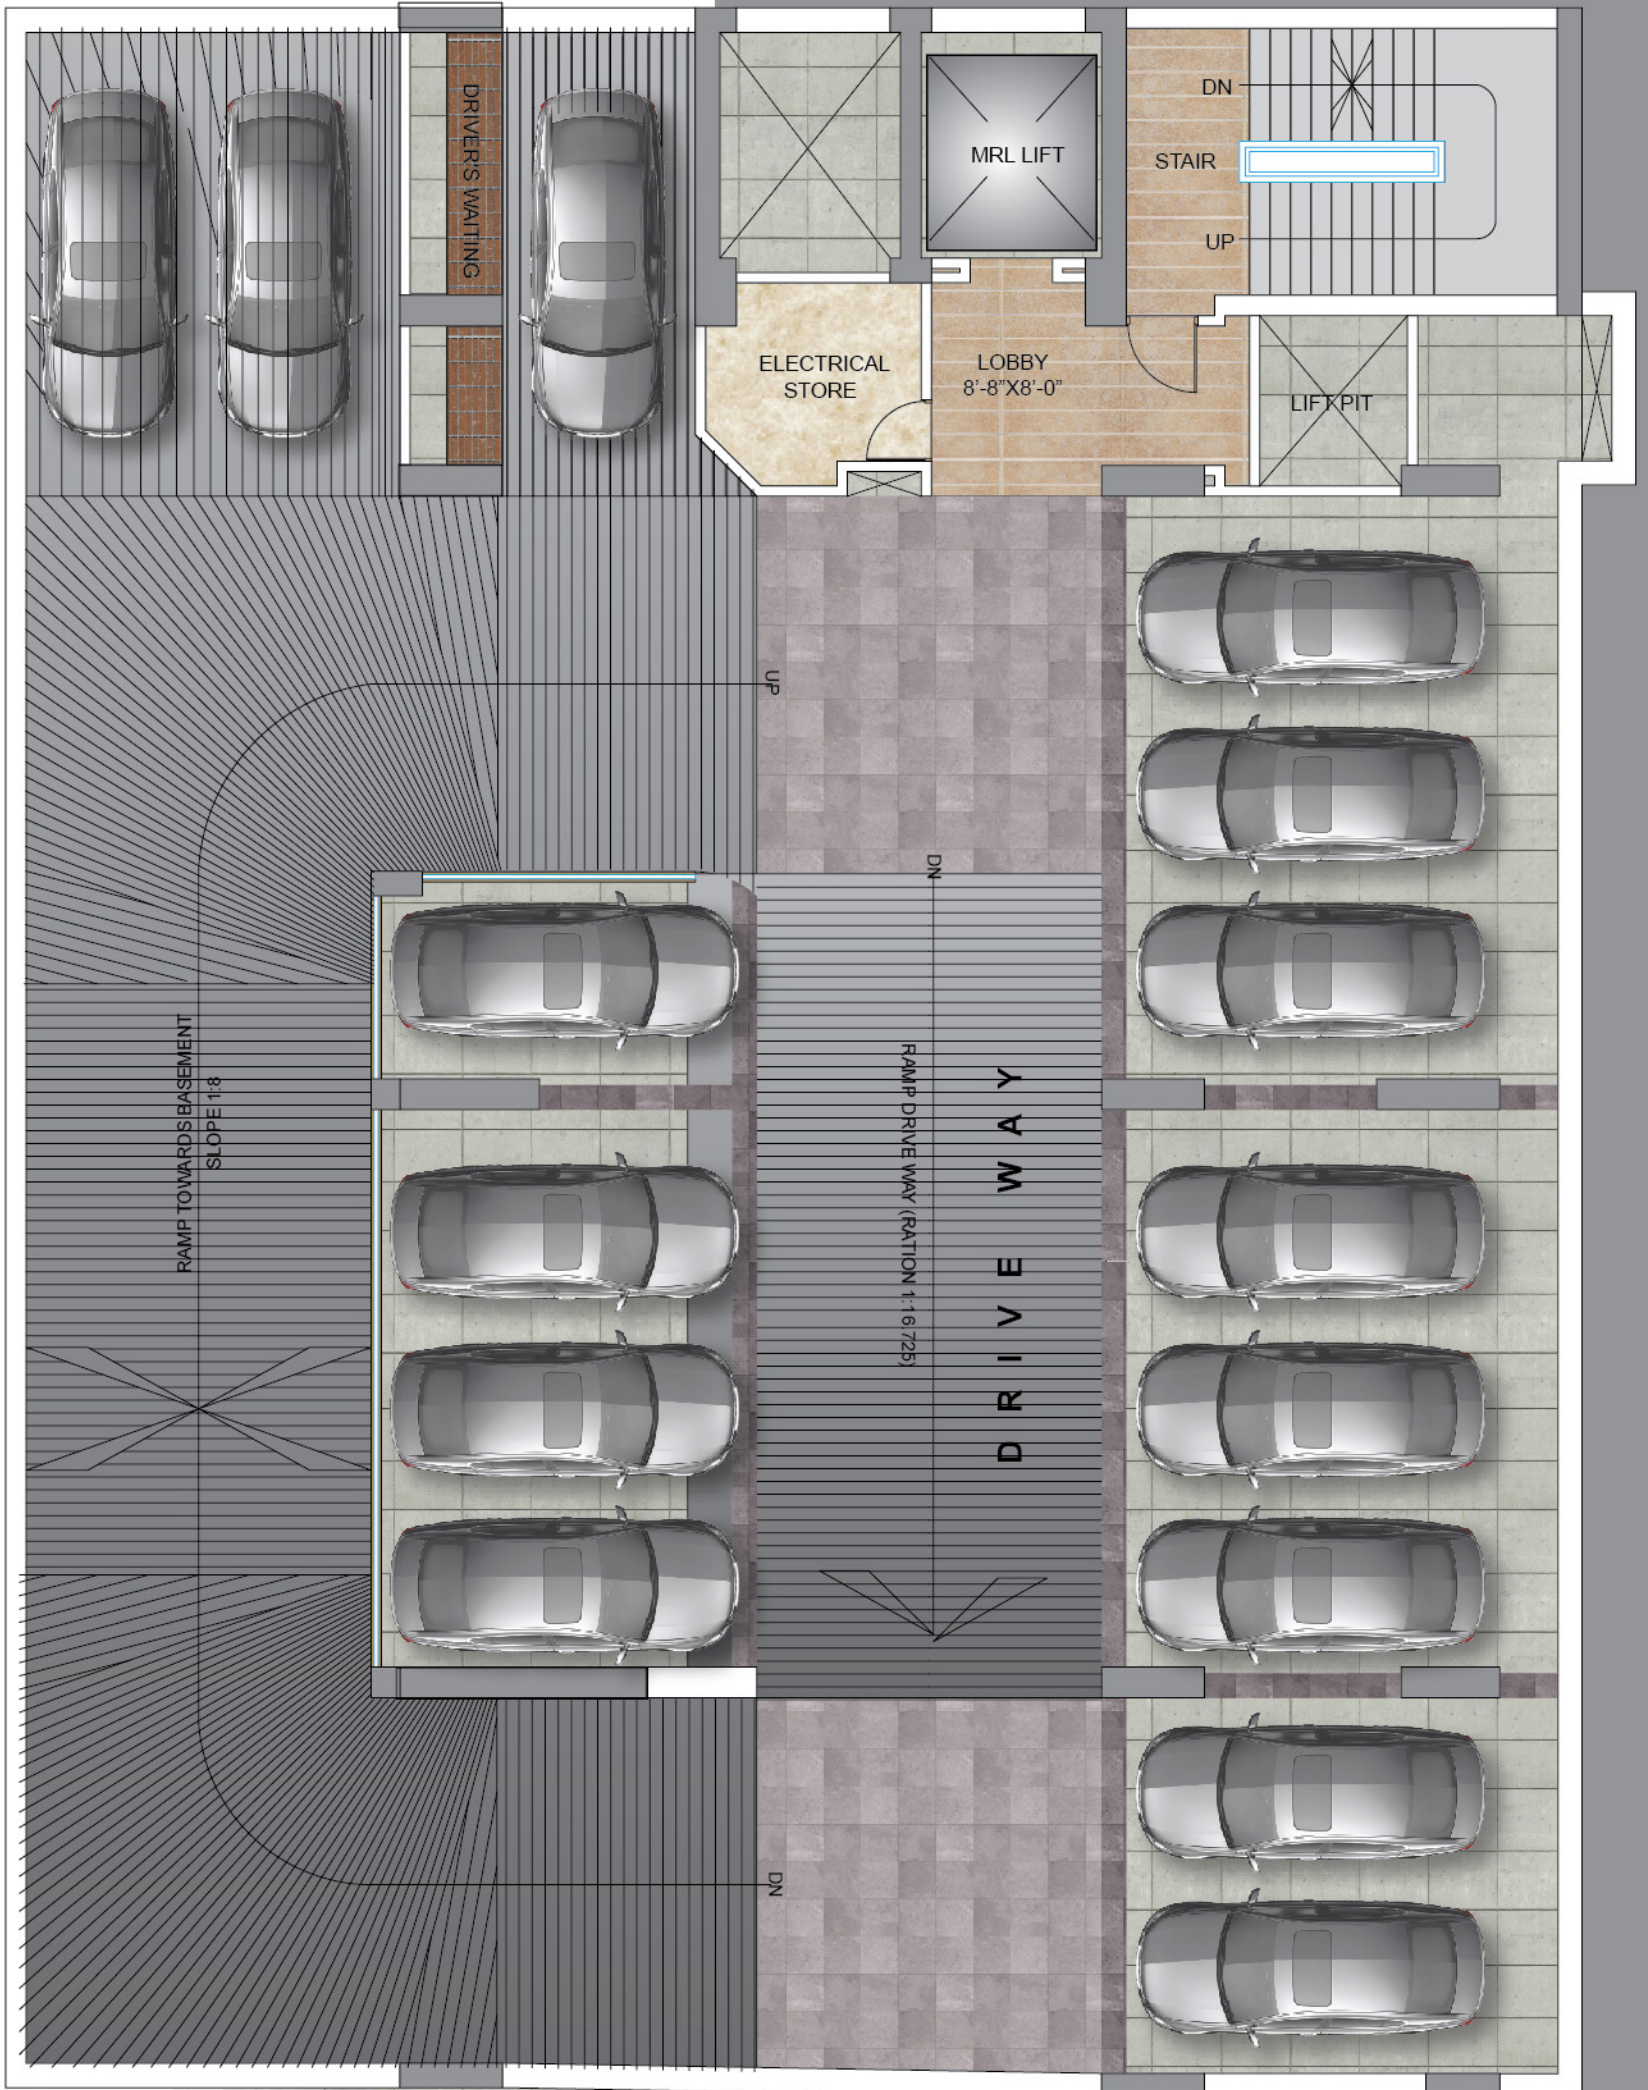 DRIVER'S WAITING
MRL LIFT
DN
STAIR
UP
ELECTRICAL
STORE
LOBBY
8'-8"X8'-0"
LIFT PIT
UP
DN
RAMP TOWARDS BASEMENT
SLOPE 1:8
RAMP DRIVE WAY (RATION 1:16.725)
DRIVE WAY
DN